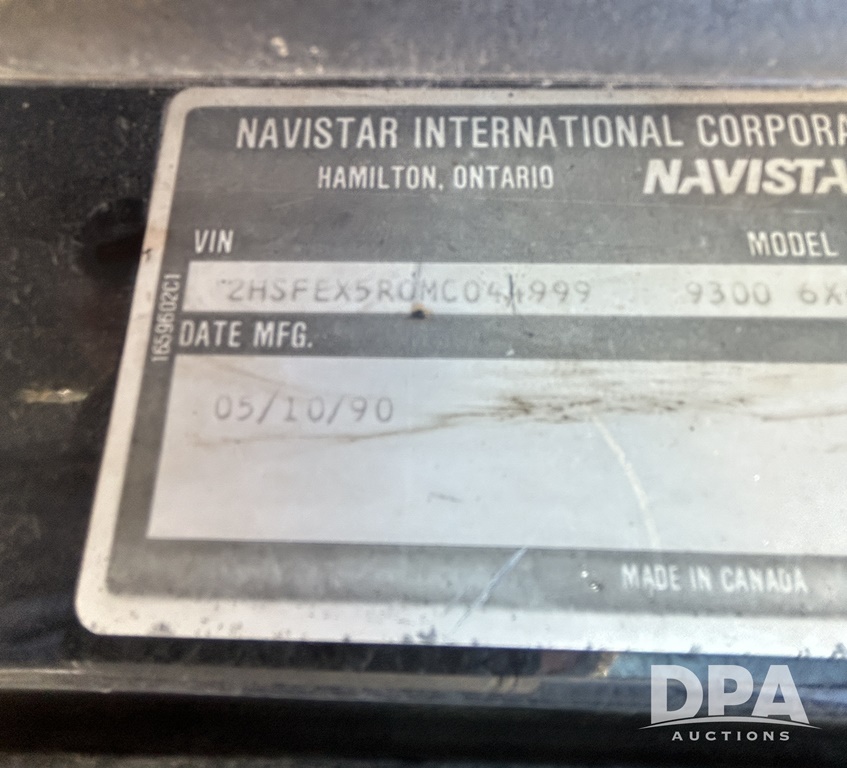 NAVISTAR INTERNATIONAL CORPORA
HAMILTON, ONTARIO NAVISTA
VIN MODEL
2HSFEX5R0MC044999 9300 6X
1659602C1
DATE MFG.
05/10/90
MADE IN CANADA
DPA
AUCTIONS